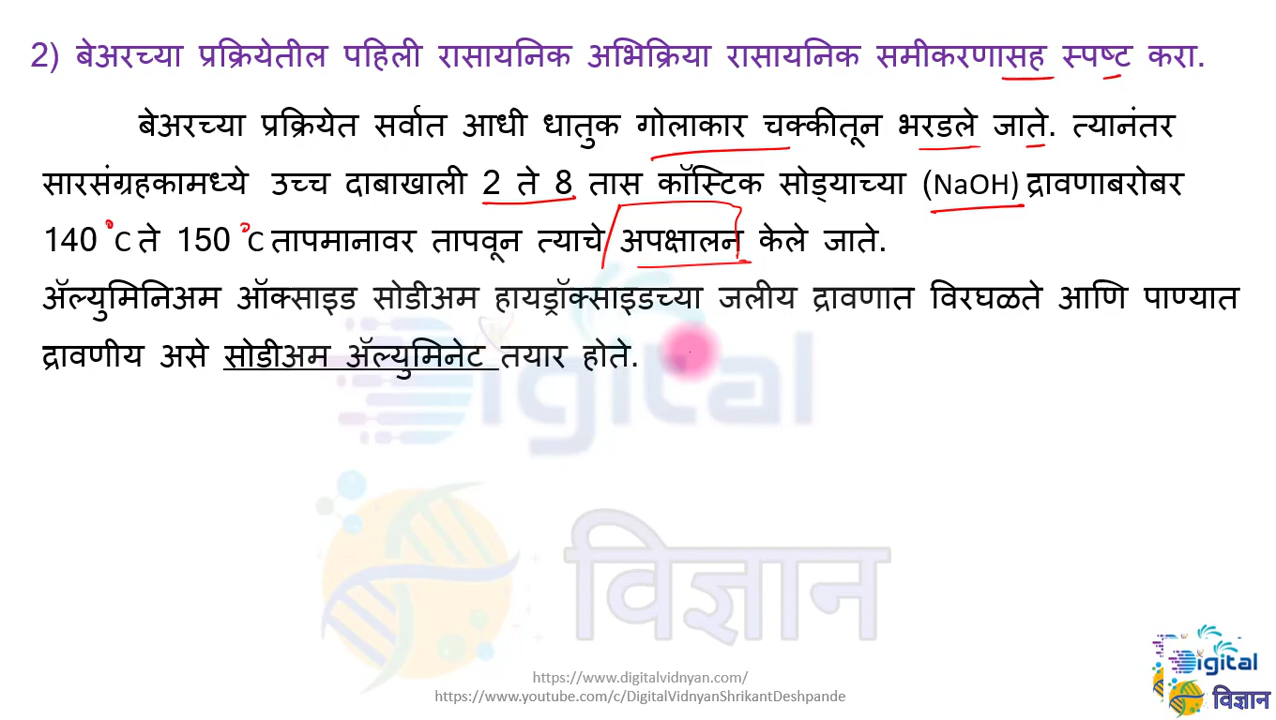 2) बेअरच्या प्रक्रियेतील पहिली रासायनिक अभिक्रिया रासायनिक समीकरणासह स्पष्ट करा.
बेअरच्या प्रक्रियेत सर्वात आधी धातुक गोलाकार चक्कीतून भरडले जाते. त्यानंतर
सारसंग्रहकामध्ये उच्च दाबाखाली 2 ते 8 तास कॉस्टिक सोड्याच्या (NaOH) द्रावणाबरोबर
140 °C ते 150 °C तापमानावर तापवून त्याचे अपक्षालन केले जाते.
ॲल्युमिनिअम ऑक्साइड सोडीअम हायड्रॉक्साइडच्या जलीय द्रावणात विरघळते आणि पाण्यात
द्रावणीय असे सोडीअम ॲल्युमिनेट तयार होते.
Digital
विज्ञान
https://www.digitalvidnyan.com/
https://www.youtube.com/c/DigitalVidnyanShrikantDeshpande
Digital
विज्ञान